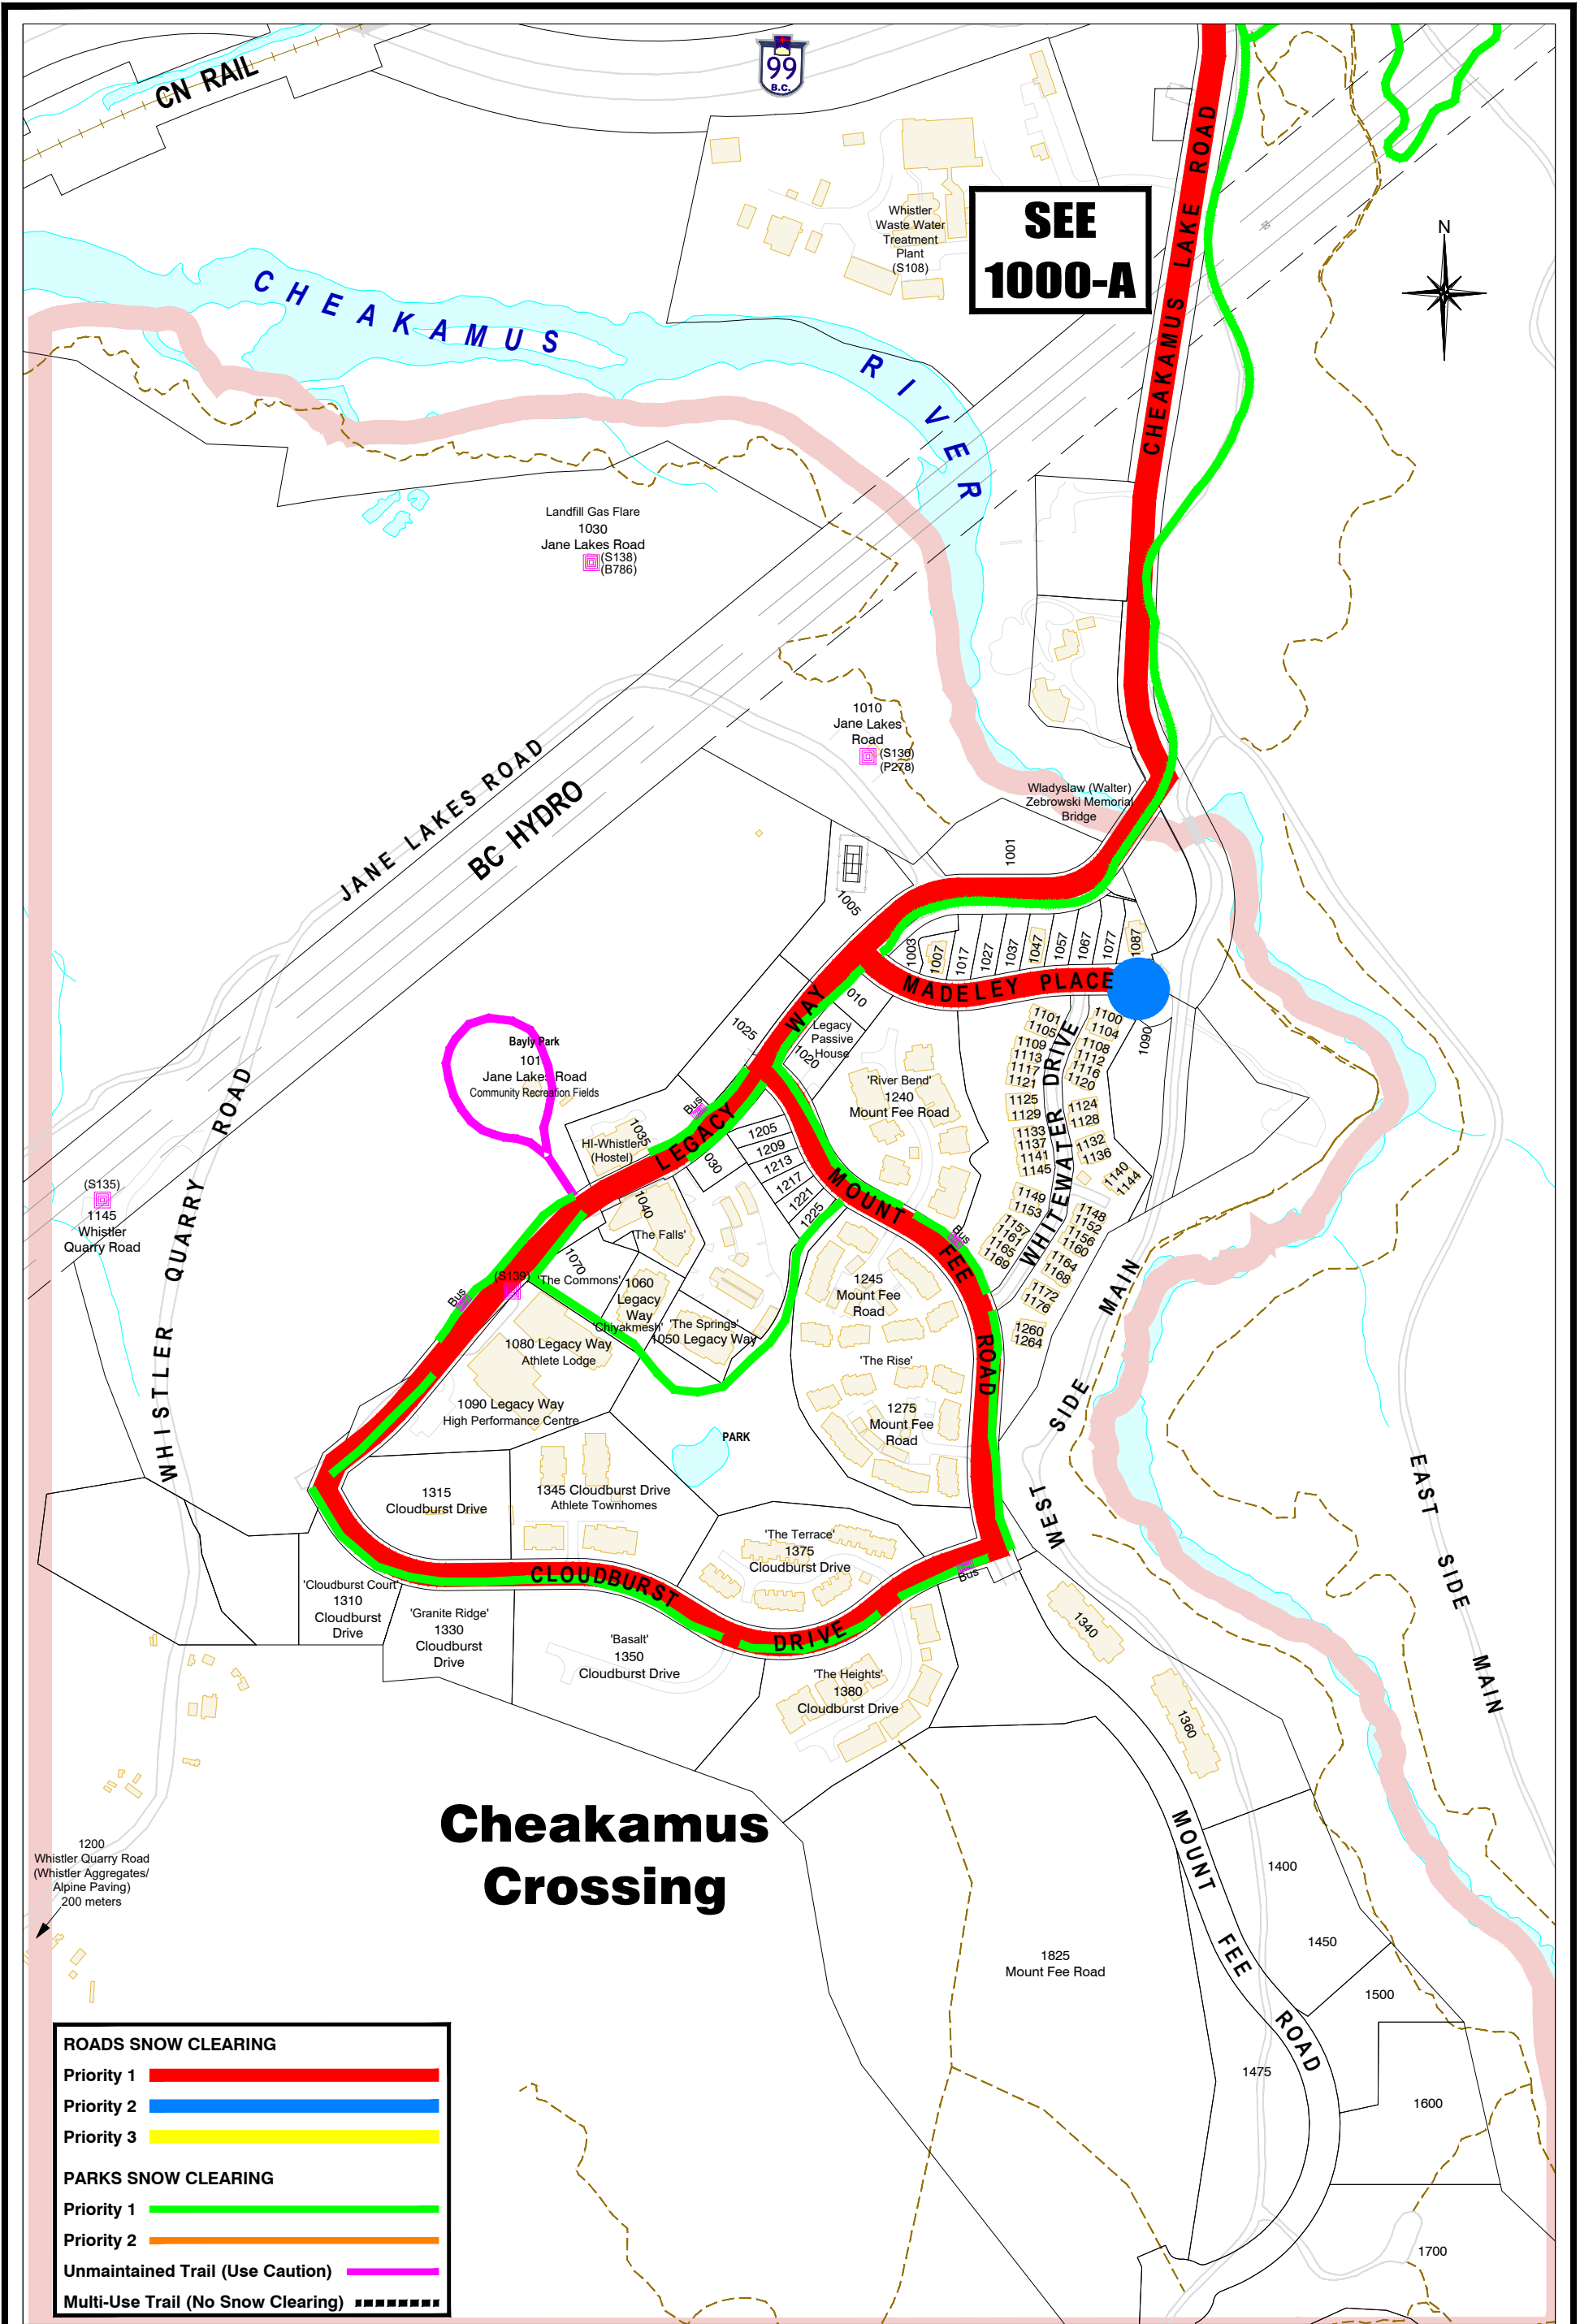 CN RAIL
99
B.C.
CHEAKAMUS LAKE ROAD
SEE
1000-A
N
Whistler
Waste Water
Treatment
Plant
(S108)
CHEAKAMUS
RIVER
Landfill Gas Flare
1030
Jane Lakes Road
(S138)
(B786)
1010
Jane Lakes
Road
(P278)
Wladyslaw (Walter)
Zebrowski Memorial
Bridge
JANE LAKES ROAD
BC HYDRO
1001
1005
1003
1007
1017
1027
1037
1047
1057
1067
1077
1087
MADELEY PLACE
010
Legacy
Passive
House
1020
1025
LEGACY WAY
1090
WHITEWATER DRIVE
1101
1105
1109
1113
1117
1121
1125
1129
1133
1137
1141
1145
1149
1153
1157
1161
1165
1169
1100
1104
1108
1112
1116
1120
1124
1128
1132
1136
1140
1144
1148
1152
1156
1160
1164
1168
1172
1176
1260
1264
Bayly Park
101
Jane Lakes Road
Community Recreation Fields
'River Bend'
1240
Mount Fee Road
Bus
1035
HI-Whistler
(Hostel)
030
1205
1209
1213
1217
1221
1225
MOUNT FEE ROAD
Bus
1040
'The Falls'
(S135)
1145
Whistler
Quarry Road
WHISTLER QUARRY ROAD
1070
'The Commons'
(S139)
Bus
1060
Legacy
Way
'Chiyakmesh'
'The Springs'
1050 Legacy Way
1080 Legacy Way
Athlete Lodge
1090 Legacy Way
High Performance Centre
1245
Mount Fee
Road
'The Rise'
1275
Mount Fee
Road
PARK
WEST SIDE MAIN
EAST SIDE MAIN
1315
Cloudburst Drive
1345 Cloudburst Drive
Athlete Townhomes
'The Terrace'
1375
Cloudburst Drive
Bus
CLOUDBURST DRIVE
'Cloudburst Court'
1310
Cloudburst
Drive
'Granite Ridge'
1330
Cloudburst
Drive
'Basalt'
1350
Cloudburst Drive
'The Heights'
1380
Cloudburst Drive
1340
1360
1200
Whistler Quarry Road
(Whistler Aggregates/
Alpine Paving)
200 meters
Cheakamus
Crossing
MOUNT FEE ROAD
1400
1450
1500
1825
Mount Fee Road
1475
1600
1700
ROADS SNOW CLEARING
Priority 1
Priority 2
Priority 3
PARKS SNOW CLEARING
Priority 1
Priority 2
Unmaintained Trail (Use Caution)
Multi-Use Trail (No Snow Clearing)